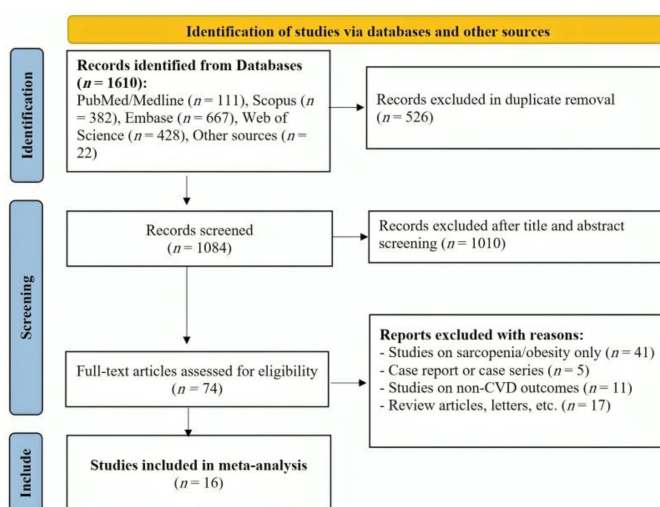 Identification of studies via databases and other sources
Identification
Records identified from Databases
(n = 1610):
PubMed/Medline (n = 111), Scopus (n
= 382), Embase (n = 667), Web of
Science (n = 428), Other sources (n =
22)
Records excluded in duplicate removal
(n = 526)
Screening
Records screened
(n = 1084)
Records excluded after title and abstract
screening (n = 1010)
Full-text articles assessed for eligibility
(n = 74)
Reports excluded with reasons:
- Studies on sarcopenia/obesity only (n = 41)
- Case report or case series (n = 5)
- Studies on non-CVD outcomes (n = 11)
- Review articles, letters, etc. (n = 17)
Include
Studies included in meta-analysis
(n = 16)